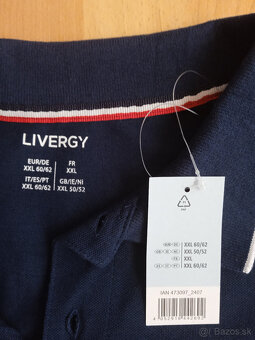 LIVERGY
EUR/DE
XXL 60/62
FR
XXL
IT/ES/PT
XXL 60/62
GB/IE/NI
XXL 50/52
XXL 60/62
XXL 50/52
XXL
XXL 60/62
IAN 473097_2407
Bazos.sk